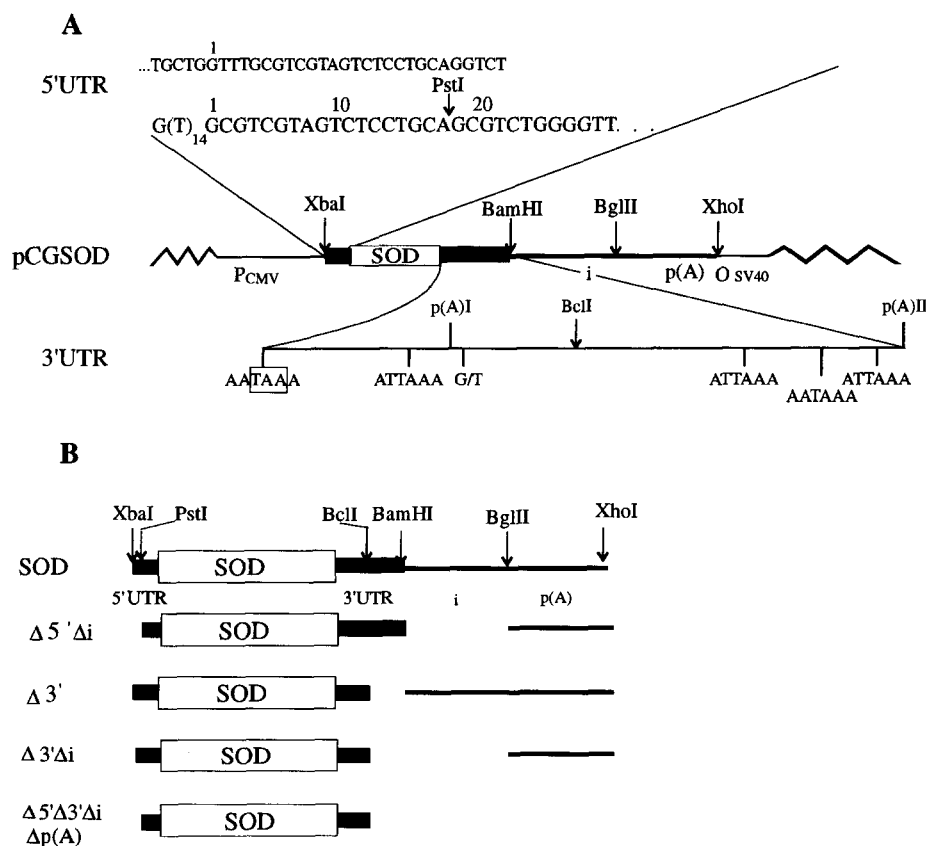 A
1
...TGCTGGTTTGCGTCGTAGTCTCCTGCAGGTCT
5'UTR
PstI
1 10 20
G(T)14GCGTCGTAGTCTCCTGCAGCGTCTGGGGTT. . .
XbaI BamHI BglII XhoI
pCGSOD SOD
PCMV i p(A) O SV40
p(A)I BclI p(A)II
3'UTR
AATAAA ATTAAA G/T ATTAAA AATAAA ATTAAA
B
XbaI PstI BclI BamHI BglII XhoI
SOD SOD
5'UTR 3'UTR i p(A)
Δ5'Δi SOD
Δ3' SOD
Δ3'Δi SOD
Δ5'Δ3'Δi SOD
Δp(A)